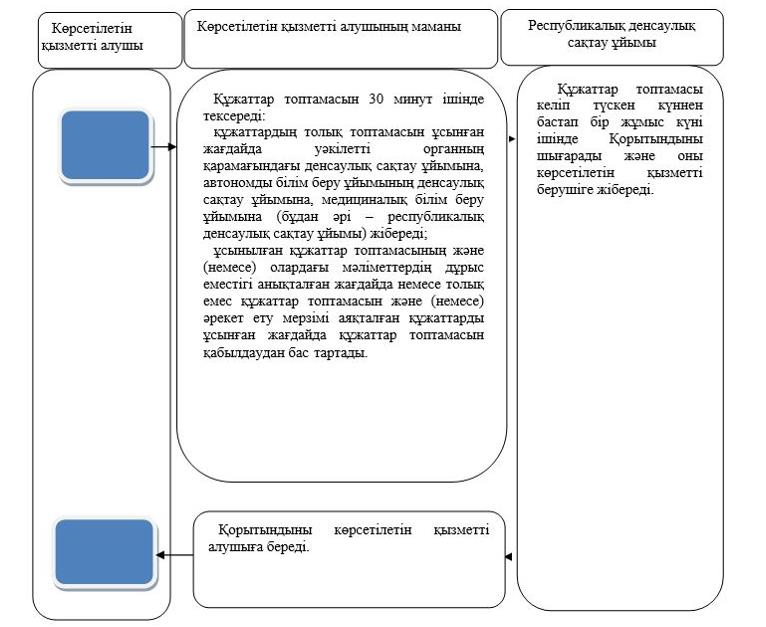 Көрсетілетін
қызметті алушы
Көрсетілетін қызметті алушының маманы
Республикалық денсаулық
сақтау ұйымы
Құжаттар топтамасын 30 минут ішінде
тексереді:
құжаттардың толық топтамасын ұсынған
жағдайда уәкілетті органның
қарамағындағы денсаулық сақтау ұйымына,
автономды білім беру ұйымының денсаулық
сақтау ұйымына, медициналық білім беру
ұйымына (бұдан әрі – республикалық
денсаулық сақтау ұйымы) жібереді;
ұсынылған құжаттар топтамасының және
(немесе) олардағы мәліметтердің дұрыс
еместігі анықталған жағдайда немесе толық
емес құжаттар топтамасын және (немесе)
әрекет ету мерзімі аяқталған құжаттарды
ұсынған жағдайда құжаттар топтамасын
қабылдаудан бас тартады.
Құжаттар топтамасы
келіп түскен күннен
бастап бір жұмыс күні
ішінде Қорытындыны
шығарады және оны
көрсетілетін қызметті
берушіге жібереді.
Қорытындыны көрсетілетін қызметті
алушыға береді.